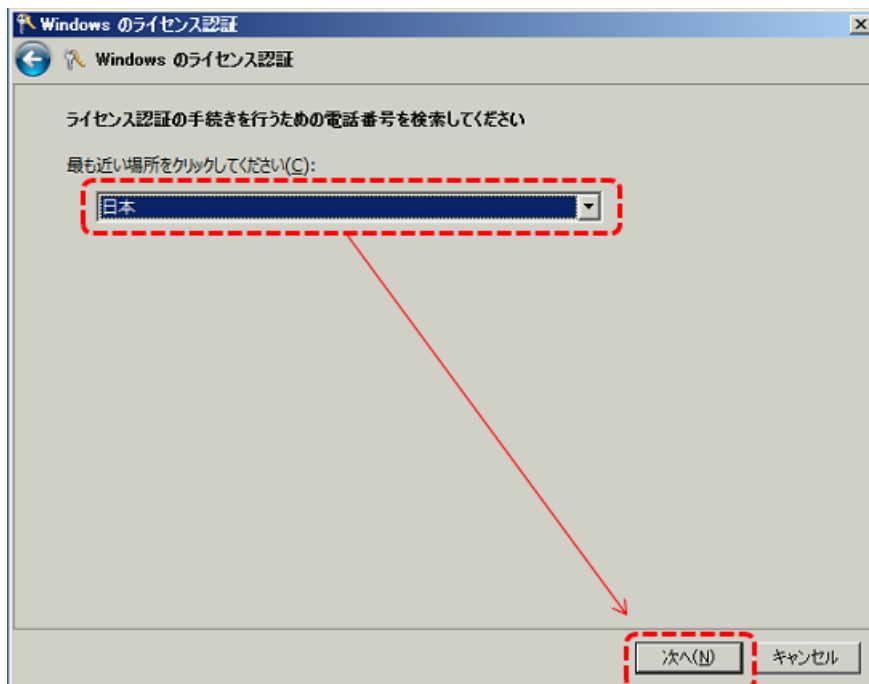 Windows のライセンス認証
Windows のライセンス認証
ライセンス認証の手続きを行うための電話番号を検索してください
最も近い場所をクリックしてください(C):
日本
次へ(N)
キャンセル